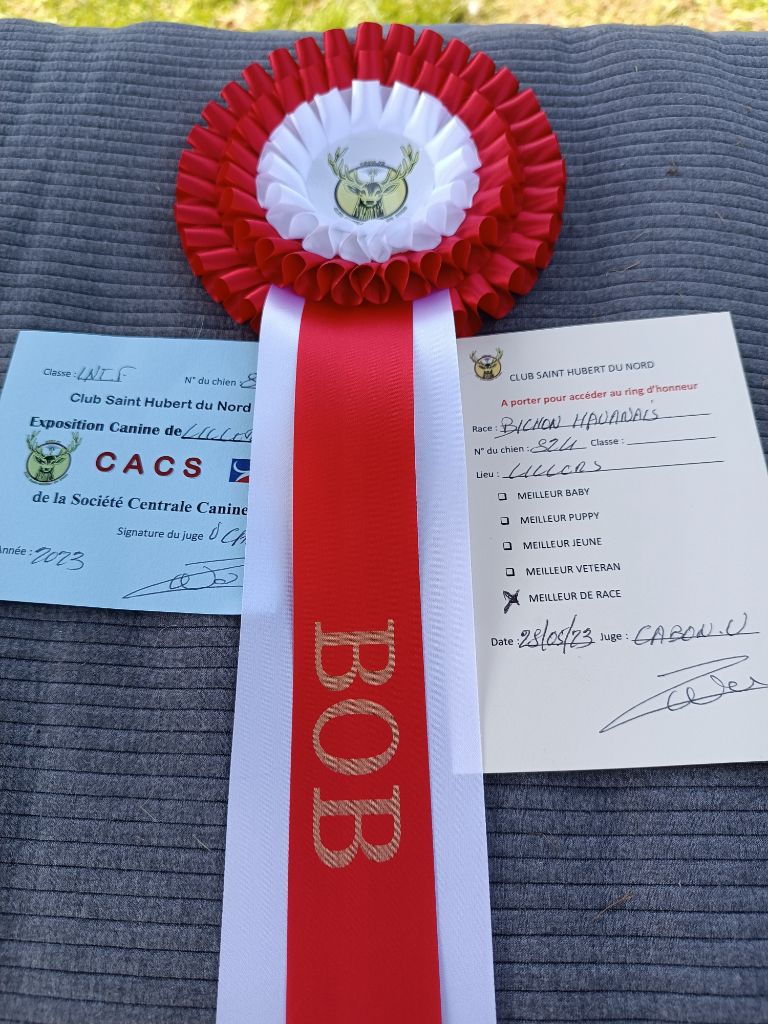 Classe : INT F N° du chien : 8
Club Saint Hubert du Nord
Exposition Canine de LILLERS
CACS
de la Société Centrale Canine
Signature du juge
Année : 2023
BOB
CLUB SAINT HUBERT DU NORD
A porter pour accéder au ring d'honneur
Race : BICHON HAVANAIS
N° du chien : 824 Classe :
Lieu : LILLERS
MEILLEUR BABY
MEILLEUR PUPPY
MEILLEUR JEUNE
MEILLEUR VETERAN
MEILLEUR DE RACE
Date : 28/05/23 Juge : CABON.V